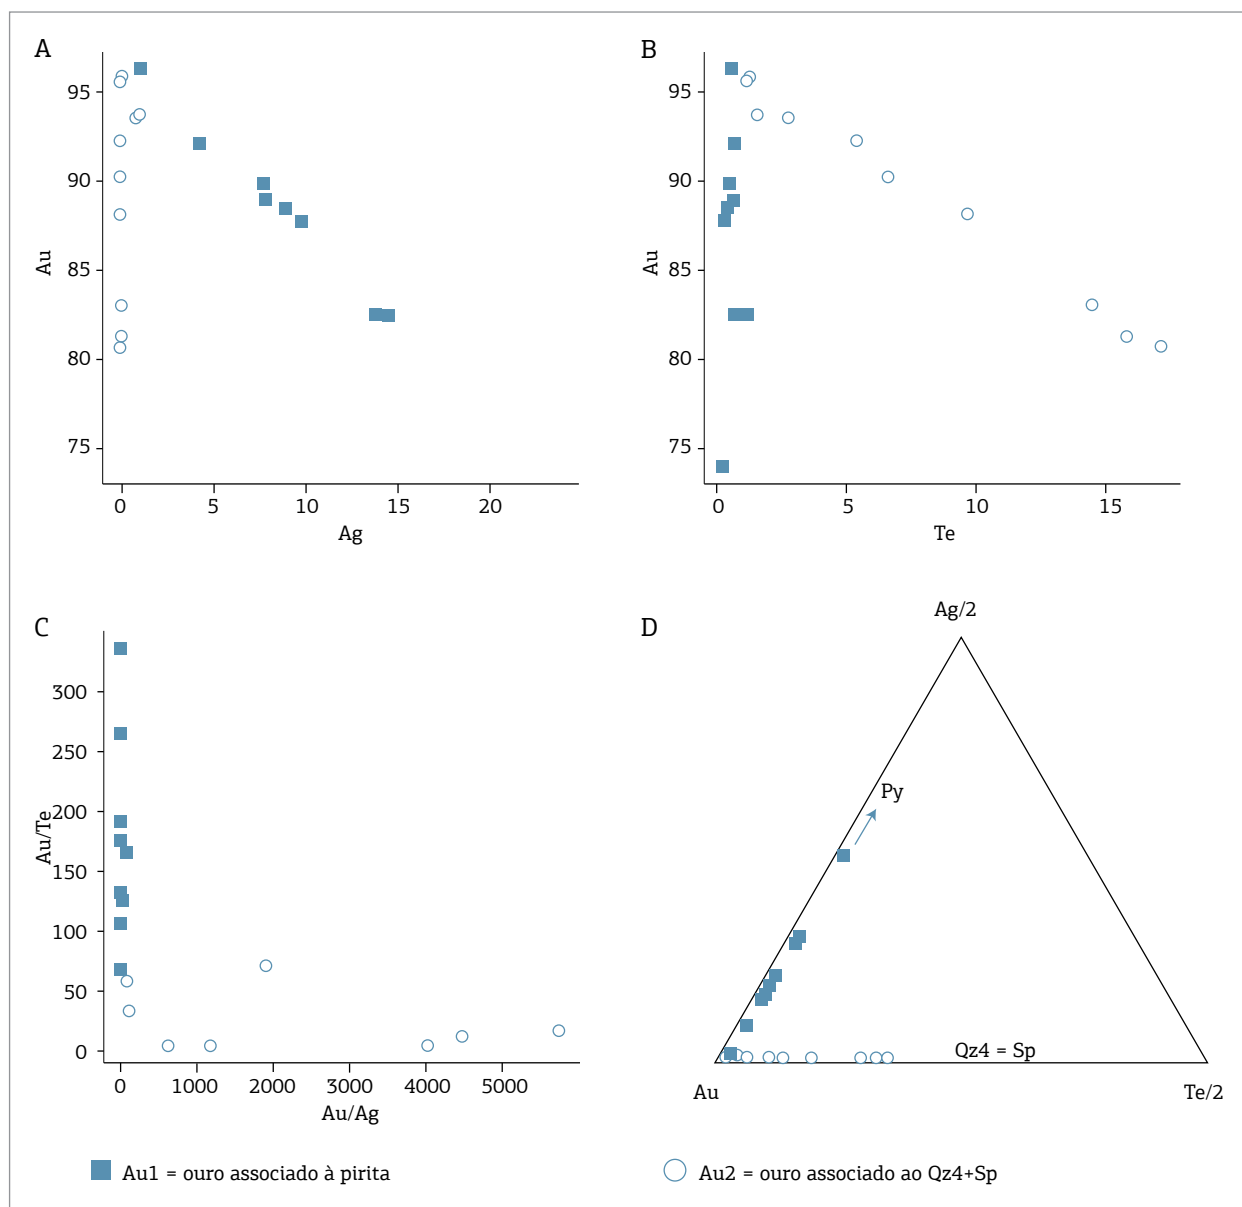 A
95
90
85
80
75
Au
0 5 10 15 20
Ag
B
95
90
85
80
75
Au
0 5 10 15
Te
C
300
250
200
150
100
50
0
Au/Te
0 1000 2000 3000 4000 5000
Au/Ag
D
Ag/2
Py
Qz4 = Sp
Au
Te/2
Au1 = ouro associado à pirita
Au2 = ouro associado ao Qz4+Sp